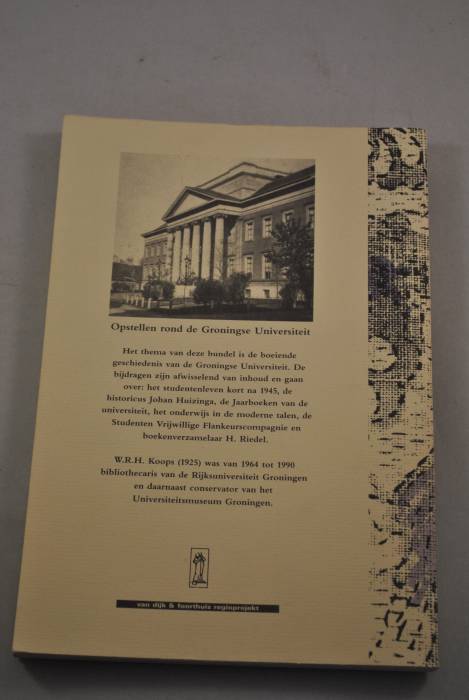 Opstellen rond de Groningse Universiteit
Het thema van deze bundel is de boeiende
geschiedenis van de Groningse Universiteit. De
bijdragen zijn afwisselend van inhoud en gaan
over: het studentenleven kort na 1945, de
historicus Johan Huizinga, de Jaarboeken van de
universiteit, het onderwijs in de moderne talen, de
Studenten Vrijwillige Flankeurscompagnie en
boekenverzamelaar H. Riedel.
W.R.H. Koops (1925) was van 1964 tot 1990
bibliothecaris van de Rijksuniversiteit Groningen
en daarnaast conservator van het
Universiteitsmuseum Groningen.
van dijk & foorthuis regioprojekt